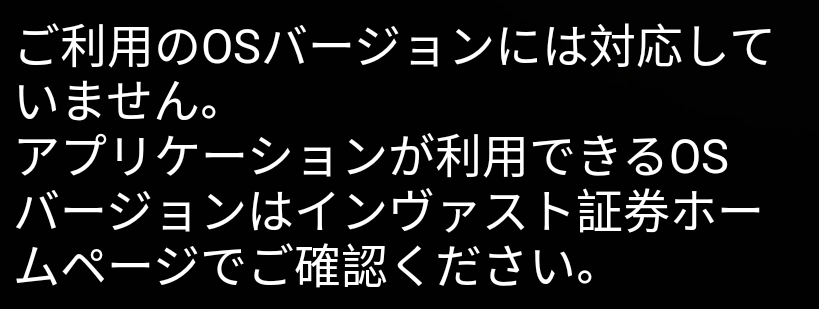 ご利用のOSバージョンには対応して
いません。
アプリケーションが利用できるOS
バージョンはインヴァスト証券ホー
ムページでご確認ください。